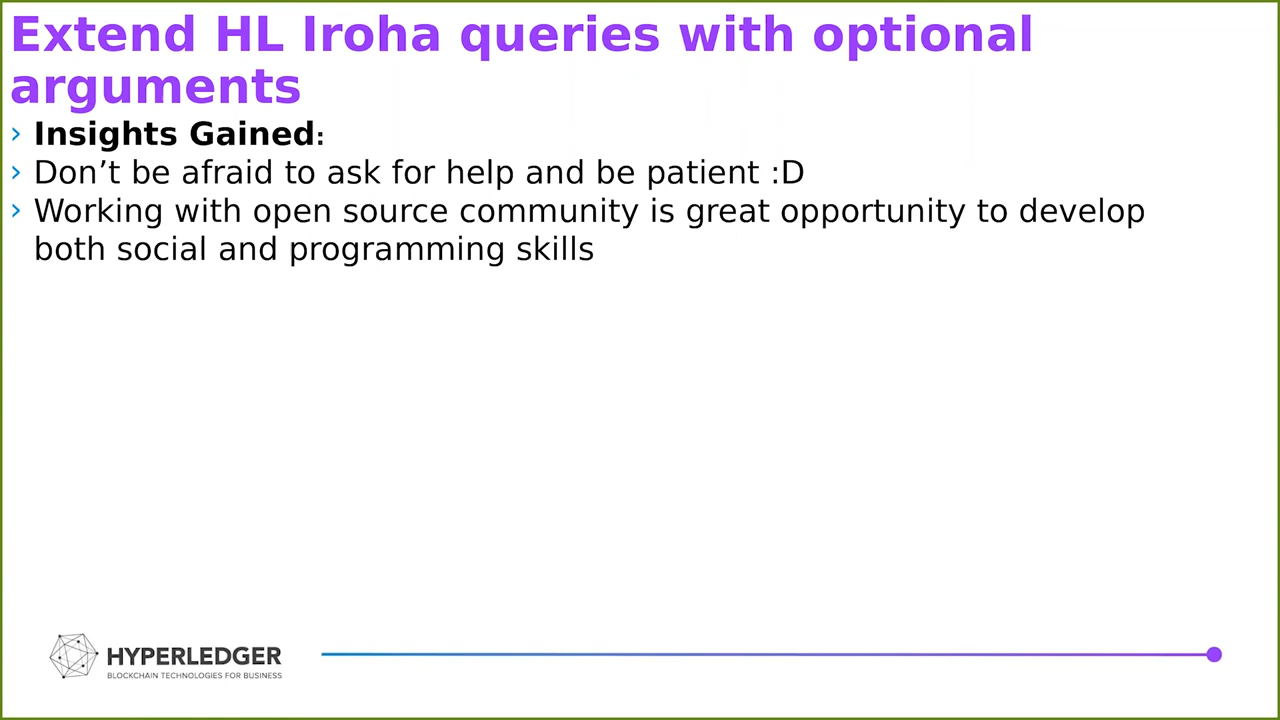 Extend HL Iroha queries with optional
arguments
› Insights Gained:
› Don’t be afraid to ask for help and be patient :D
› Working with open source community is great opportunity to develop
both social and programming skills
HYPERLEDGER
BLOCKCHAIN TECHNOLOGIES FOR BUSINESS